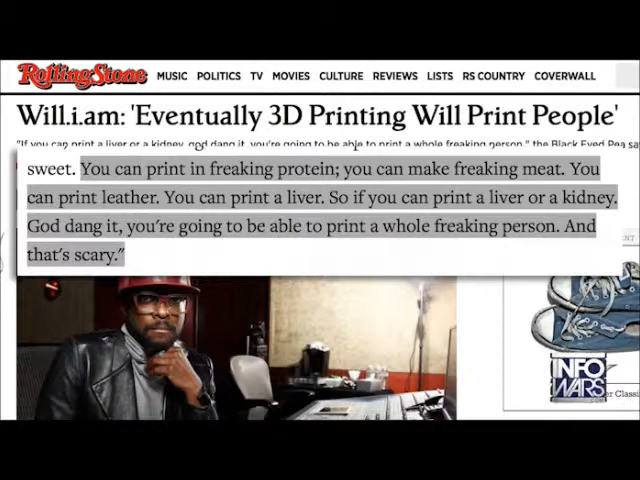 RollingStone MUSIC POLITICS TV MOVIES CULTURE REVIEWS LISTS RS COUNTRY COVERWALL
Will.i.am: 'Eventually 3D Printing Will Print People'
"If you can print a liver or a kidney, god dang it, you're going to be able to print a whole freaking person," the Black Eyed Pea
sweet. You can print in freaking protein; you can make freaking meat. You
can print leather. You can print a liver. So if you can print a liver or a kidney.
God dang it, you're going to be able to print a whole freaking person. And
that's scary."
INFO
WARS